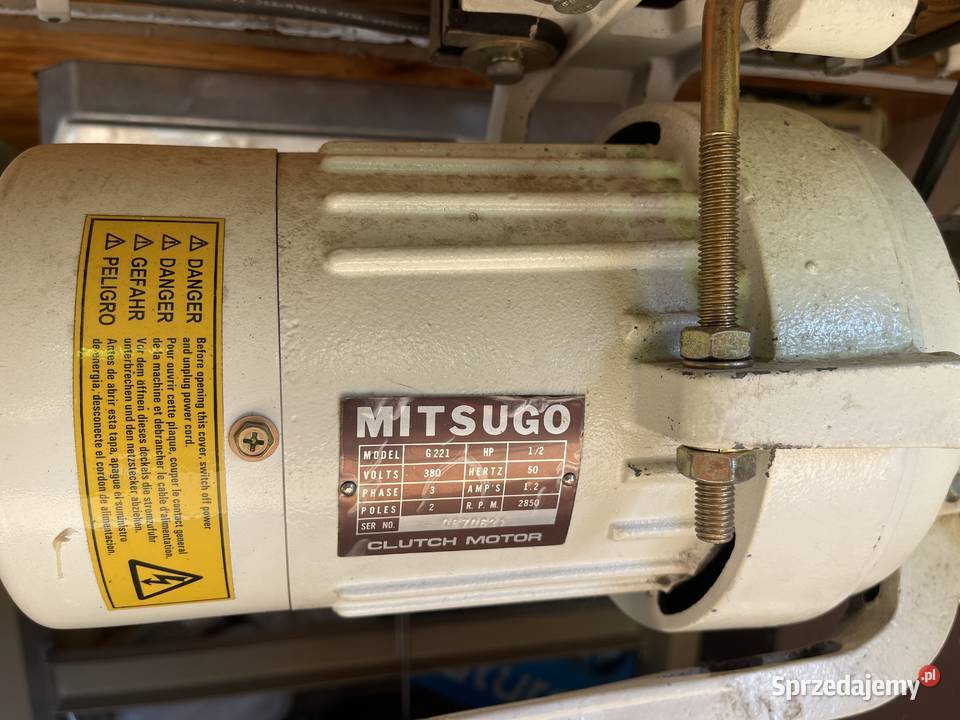 ⚠ DANGER Before opening this cover, switch off power
and unplug power cord.
⚠ DANGER Pour ouvrir cette plaque, couper le contact general
de la machine et debrancher le cable d'alimentation.
⚠ GEFAHR Vor dem öffnen dieses deckels die stromzufuhr
unterbrechen und den netzstecker abziehen.
⚠ PELIGRO Antes de abrir esta tapa, apague el suministro
de energia, desconecte el cordon de alimentacion.
MITSUGO
MODEL G221 HP 1/2
VOLTS 380 HERTZ 50
PHASE 3 AMP'S 1.2
POLES 2 R.P.M. 2850
SER NO.
CLUTCH MOTOR
Sprzedajemy.pl